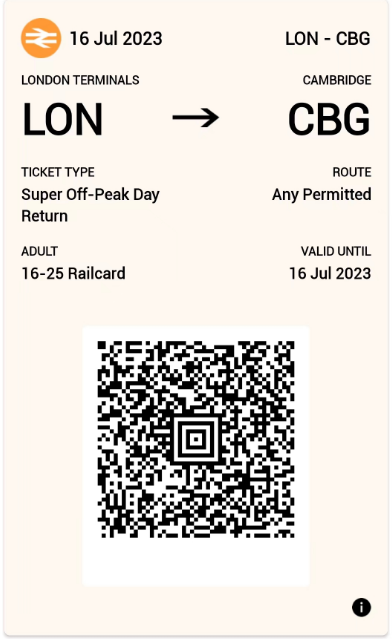 16 Jul 2023 LON - CBG
LONDON TERMINALS CAMBRIDGE
LON → CBG
TICKET TYPE ROUTE
Super Off-Peak Day Any Permitted
Return
ADULT VALID UNTIL
16-25 Railcard 16 Jul 2023
i